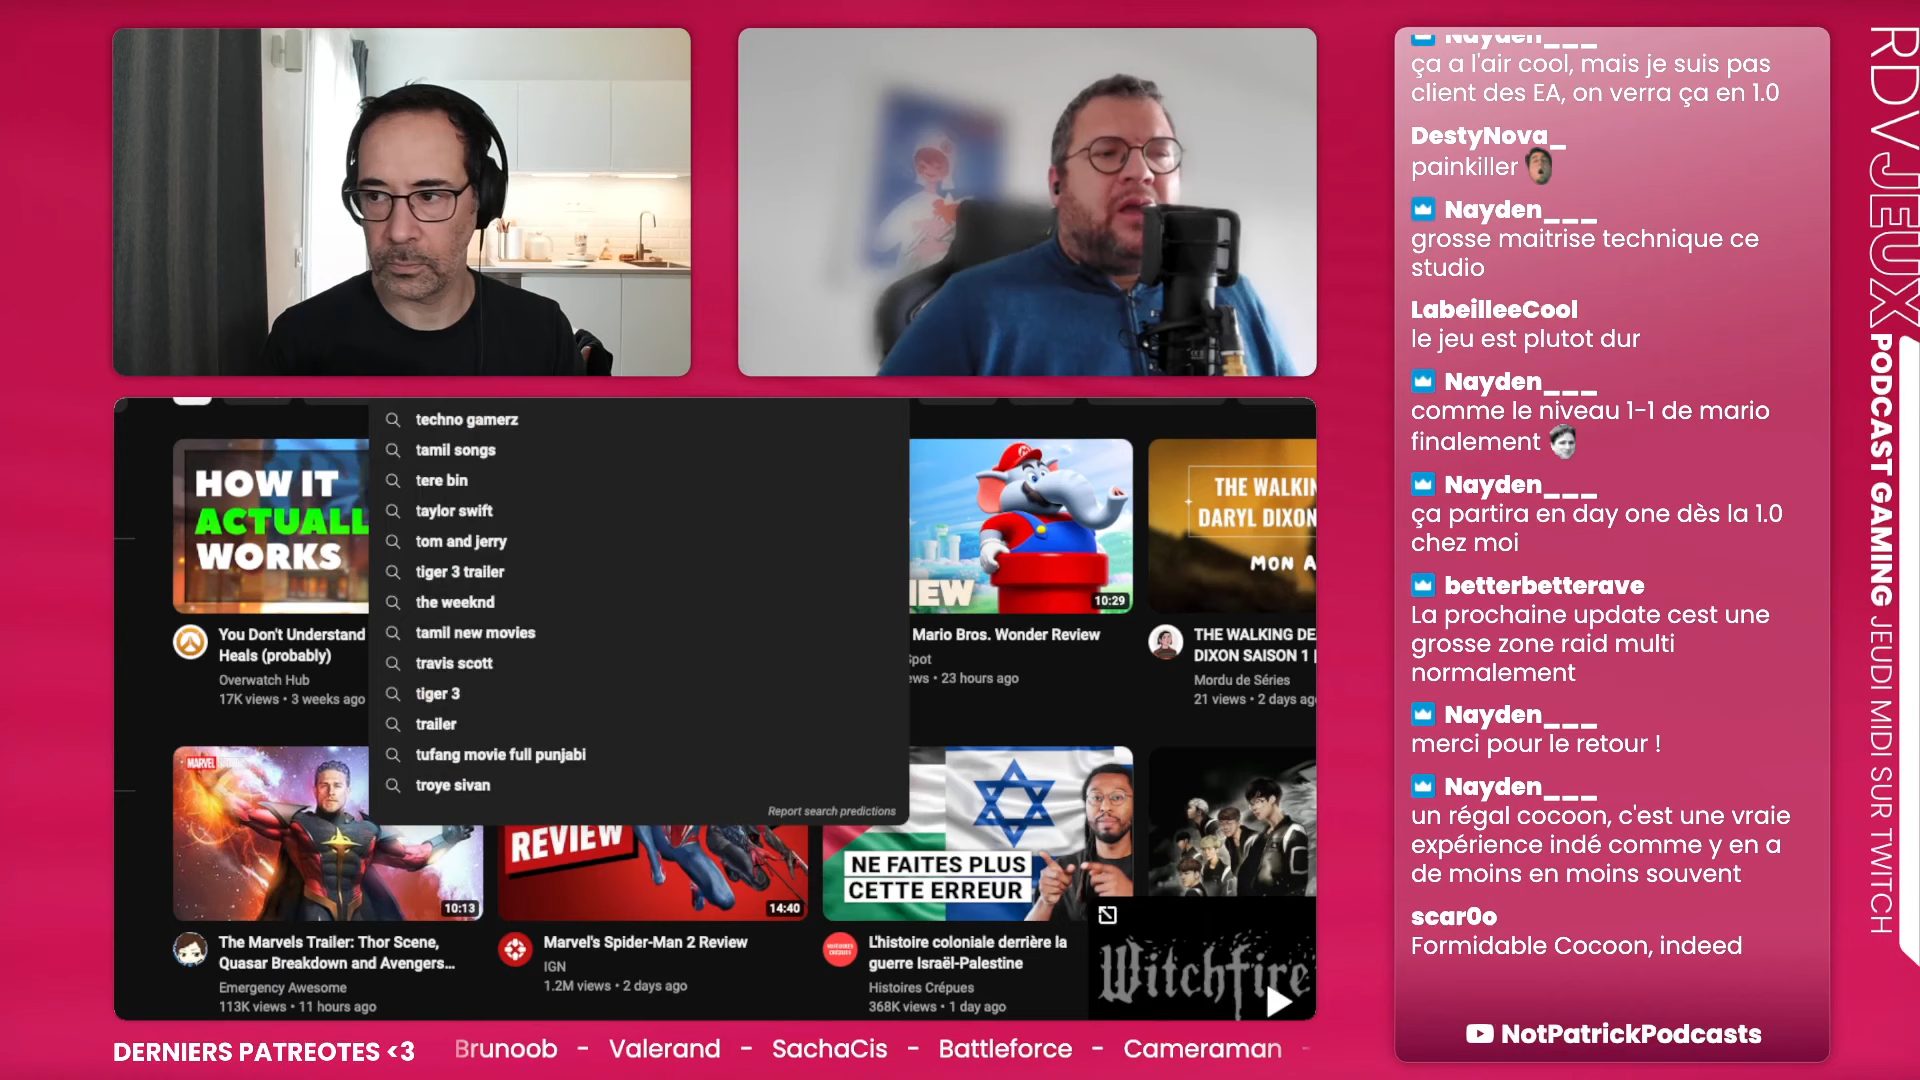 techno gamerz
tamil songs
tere bin
taylor swift
tom and jerry
tiger 3 trailer
the weeknd
tamil new movies
travis scott
tiger 3
trailer
tufang movie full punjabi
troye sivan
Report search predictions
HOW IT
ACTUALL
WORKS
You Don't Understand
Heals (probably)
Overwatch Hub
17K views • 3 weeks ago
IEW
10:29
Mario Bros. Wonder Review
Spot
ws • 23 hours ago
THE WALKIN
DARYL DIXON
MON A
THE WALKING DE
DIXON SAISON 1 |
Mordu de Séries
21 views • 2 days ag
MARVEL
10:13
The Marvels Trailer: Thor Scene,
Quasar Breakdown and Avengers...
Emergency Awesome
113K views • 11 hours ago
REVIEW
14:40
Marvel's Spider-Man 2 Review
IGN
1.2M views • 2 days ago
NE FAITES PLUS
CETTE ERREUR
L'histoire coloniale derrière la
guerre Israël-Palestine
Histoires Crépues
368K views • 1 day ago
Witchfire
DERNIERS PATREOTES <3
Brunoob - Valerand - SachaCis - Battleforce - Cameraman -
Nayden___
ça a l'air cool, mais je suis pas
client des EA, on verra ça en 1.0
DestyNova_
painkiller
Nayden___
grosse maitrise technique ce
studio
LabeilleeCool
le jeu est plutot dur
Nayden___
comme le niveau 1-1 de mario
finalement
Nayden___
ça partira en day one dès la 1.0
chez moi
betterbetterave
La prochaine update cest une
grosse zone raid multi
normalement
Nayden___
merci pour le retour !
Nayden___
un régal cocoon, c'est une vraie
expérience indé comme y en a
de moins en moins souvent
scar0o
Formidable Cocoon, indeed
NotPatrickPodcasts
RDV JEUX PODCAST GAMING JEUDI MIDI SUR TWITCH